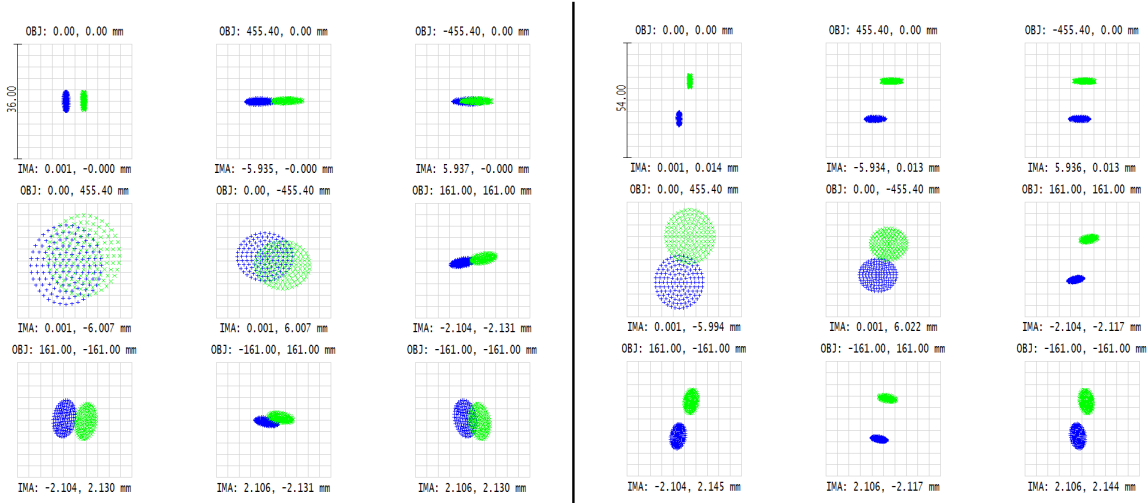 OBJ: 0.00, 0.00 mm
OBJ: 455.40, 0.00 mm
OBJ: -455.40, 0.00 mm
36.00
IMA: 0.001, -0.000 mm
IMA: -5.935, -0.000 mm
IMA: 5.937, -0.000 mm
OBJ: 0.00, 455.40 mm
OBJ: 0.00, -455.40 mm
OBJ: 161.00, 161.00 mm
IMA: 0.001, -6.007 mm
IMA: 0.001, 6.007 mm
IMA: -2.104, -2.131 mm
OBJ: 161.00, -161.00 mm
OBJ: -161.00, 161.00 mm
OBJ: -161.00, -161.00 mm
IMA: -2.104, 2.130 mm
IMA: 2.106, -2.131 mm
IMA: 2.106, 2.130 mm
OBJ: 0.00, 0.00 mm
OBJ: 455.40, 0.00 mm
OBJ: -455.40, 0.00 mm
54.00
IMA: 0.001, 0.014 mm
IMA: -5.934, 0.013 mm
IMA: 5.936, 0.013 mm
OBJ: 0.00, 455.40 mm
OBJ: 0.00, -455.40 mm
OBJ: 161.00, 161.00 mm
IMA: 0.001, -5.994 mm
IMA: 0.001, 6.022 mm
IMA: -2.104, -2.117 mm
OBJ: 161.00, -161.00 mm
OBJ: -161.00, 161.00 mm
OBJ: -161.00, -161.00 mm
IMA: -2.104, 2.145 mm
IMA: 2.106, -2.117 mm
IMA: 2.106, 2.144 mm